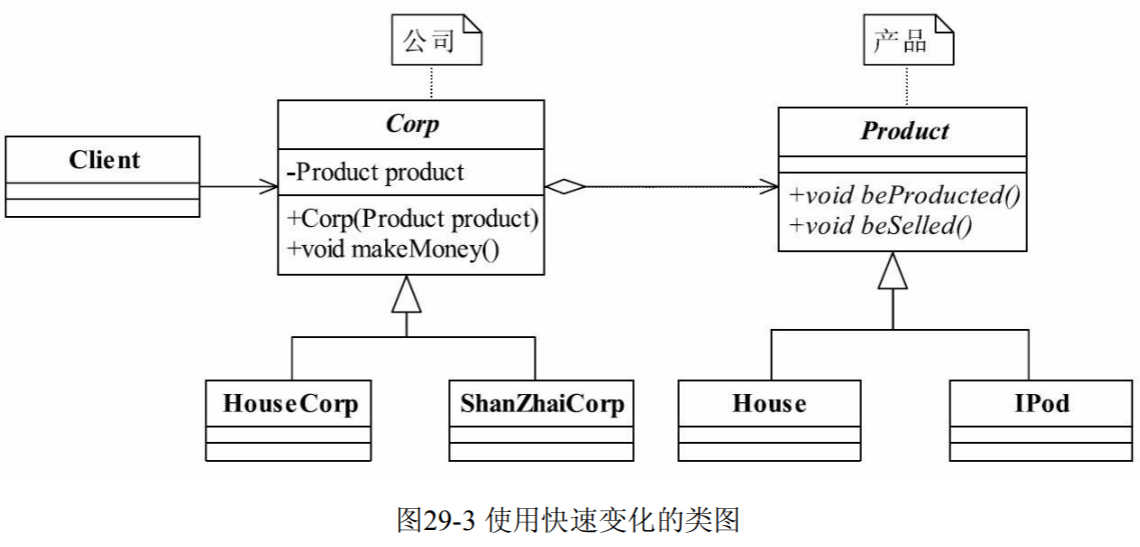 公司
产品
Client
Corp
-Product product
+Corp(Product product)
+void makeMoney()
Product
+void beProducted()
+void beSelled()
HouseCorp
ShanZhaiCorp
House
IPod
图29-3 使用快速变化的类图